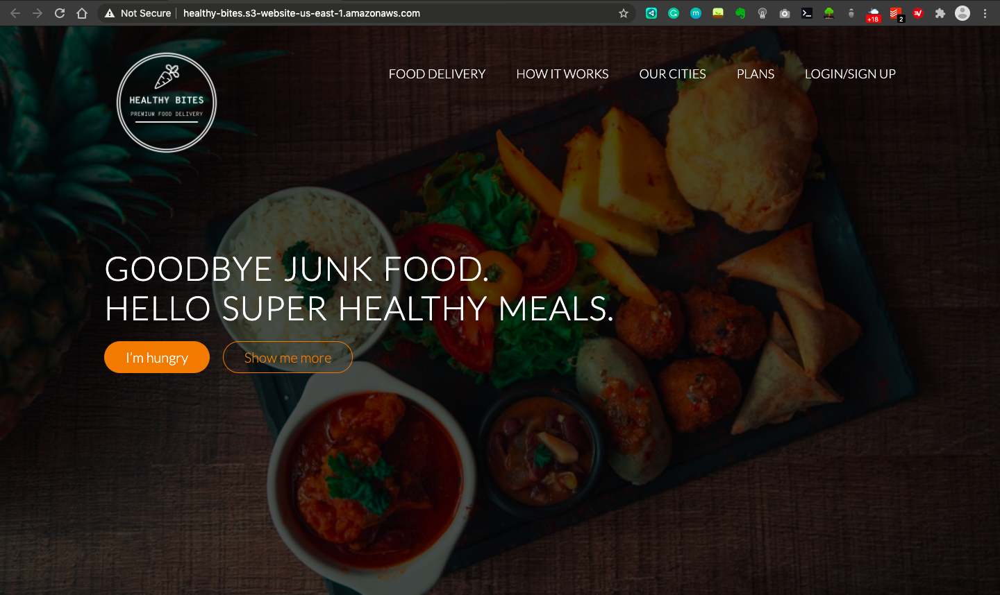 Not Secure healthy-bites.s3-website-us-east-1.amazonaws.com
+18
2
HEALTHY BITES
PREMIUM FOOD DELIVERY
FOOD DELIVERY HOW IT WORKS OUR CITIES PLANS LOGIN/SIGN UP
GOODBYE JUNK FOOD.
HELLO SUPER HEALTHY MEALS.
I'm hungry Show me more